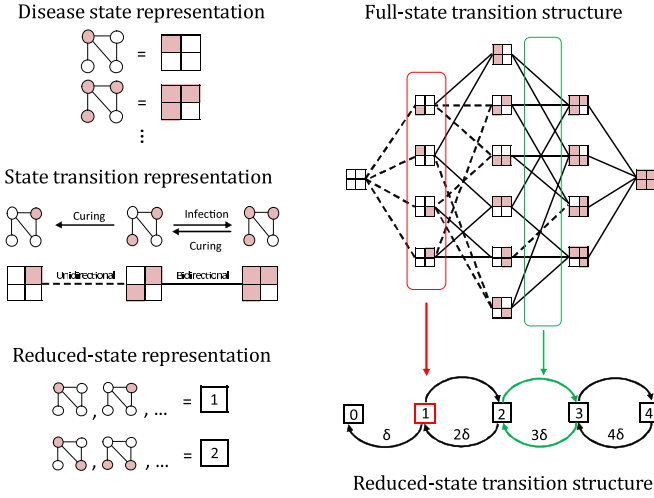 Disease state representation
=
=
⋮
State transition representation
Curing
Infection
Curing
Unidirectional
Bidirectional
Reduced-state representation
, , ... = 1
, , ... = 2
Full-state transition structure
0 1 2 3 4
δ 2δ 3δ 4δ
Reduced-state transition structure